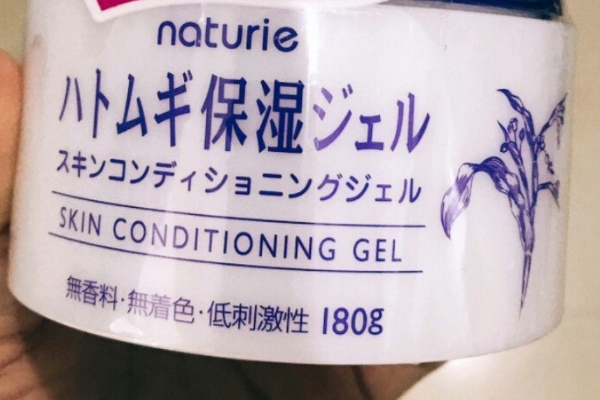 naturie
ハトムギ保湿ジェル
スキンコンディショニングジェル
SKIN CONDITIONING GEL
無香料・無着色・低刺激性 180g